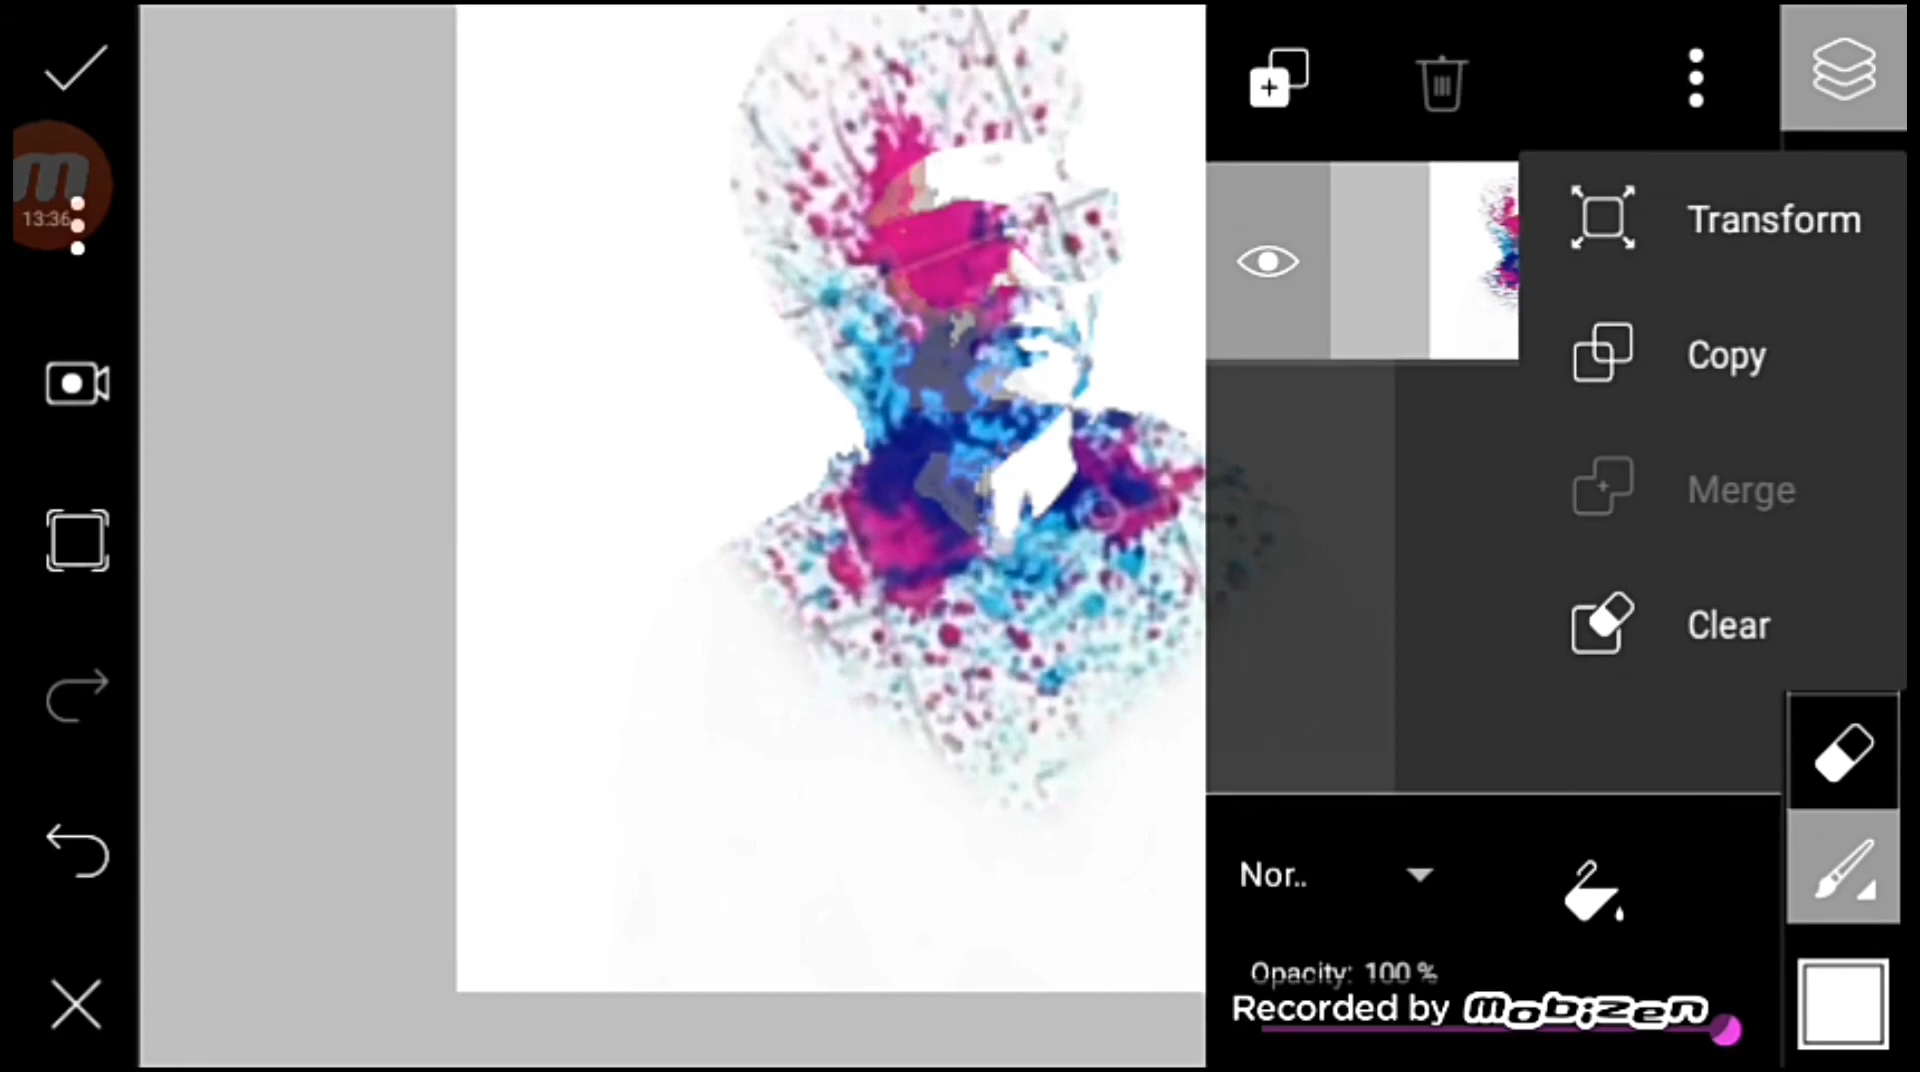 m
13:36
Transform
Copy
Merge
Clear
Nor..
Opacity: 100 %
Recorded by mobizen